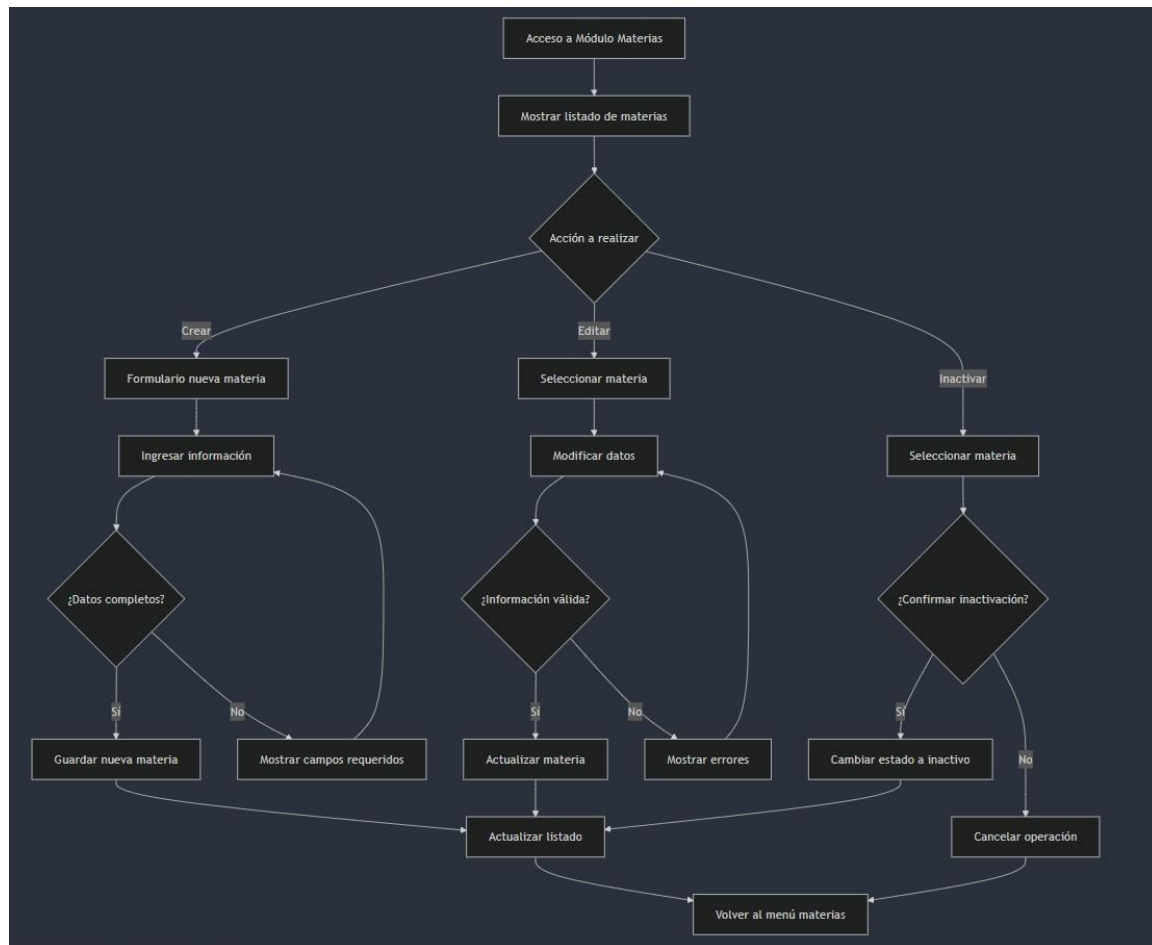 Acceso a Módulo Materias
Mostrar listado de materias
Acción a realizar
Crear
Editar
Inactivar
Formulario nueva materia
Seleccionar materia
Ingresar información
Modificar datos
Seleccionar materia
¿Datos completos?
¿Información válida?
¿Confirmar inactivación?
Sí
No
Sí
No
Sí
No
Guardar nueva materia
Mostrar campos requeridos
Actualizar materia
Mostrar errores
Cambiar estado a inactivo
Actualizar listado
Cancelar operación
Volver al menú materias